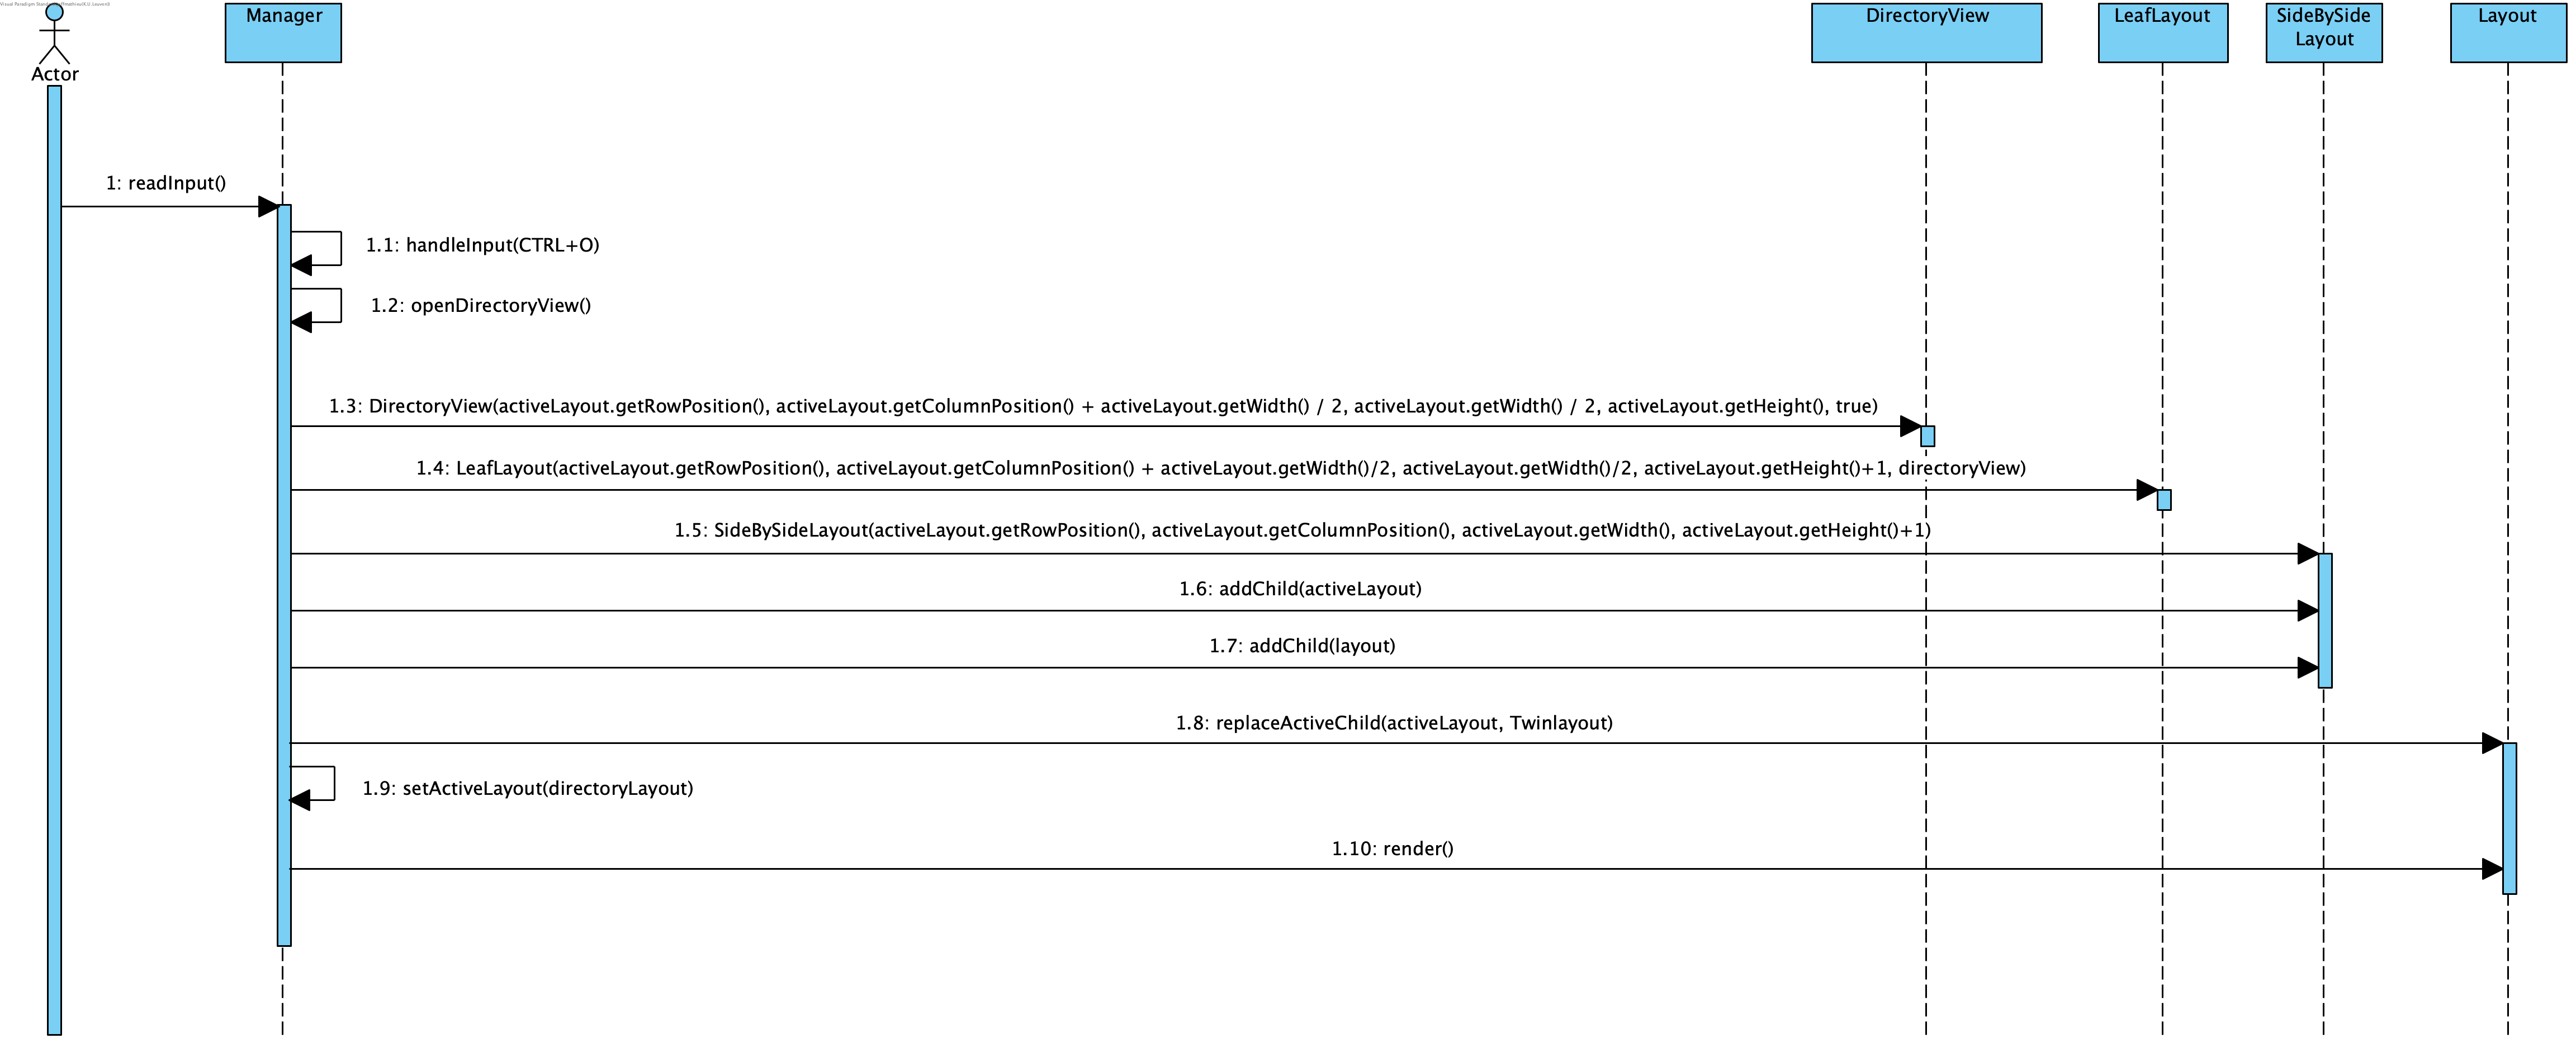 Manager
DirectoryView
LeafLayout
SideBySide
Layout
Layout
Actor
1: readInput()
1.1: handleInput(CTRL+O)
1.2: openDirectoryView()
1.3: DirectoryView(activeLayout.getRowPosition(), activeLayout.getColumnPosition() + activeLayout.getWidth() / 2, activeLayout.getWidth() / 2, activeLayout.getHeight(), true)
1.4: LeafLayout(activeLayout.getRowPosition(), activeLayout.getColumnPosition() + activeLayout.getWidth()/2, activeLayout.getWidth()/2, activeLayout.getHeight()+1, directoryView)
1.5: SideBySideLayout(activeLayout.getRowPosition(), activeLayout.getColumnPosition(), activeLayout.getWidth(), activeLayout.getHeight()+1)
1.6: addChild(activeLayout)
1.7: addChild(layout)
1.8: replaceActiveChild(activeLayout, Twinlayout)
1.9: setActiveLayout(directoryLayout)
1.10: render()